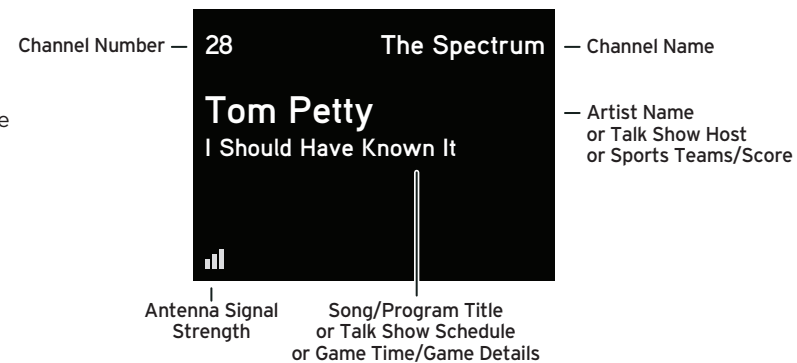 Channel Number
28
The Spectrum
Channel Name
Tom Petty
I Should Have Known It
Artist Name
or Talk Show Host
or Sports Teams/Score
Antenna Signal
Strength
Song/Program Title
or Talk Show Schedule
or Game Time/Game Details